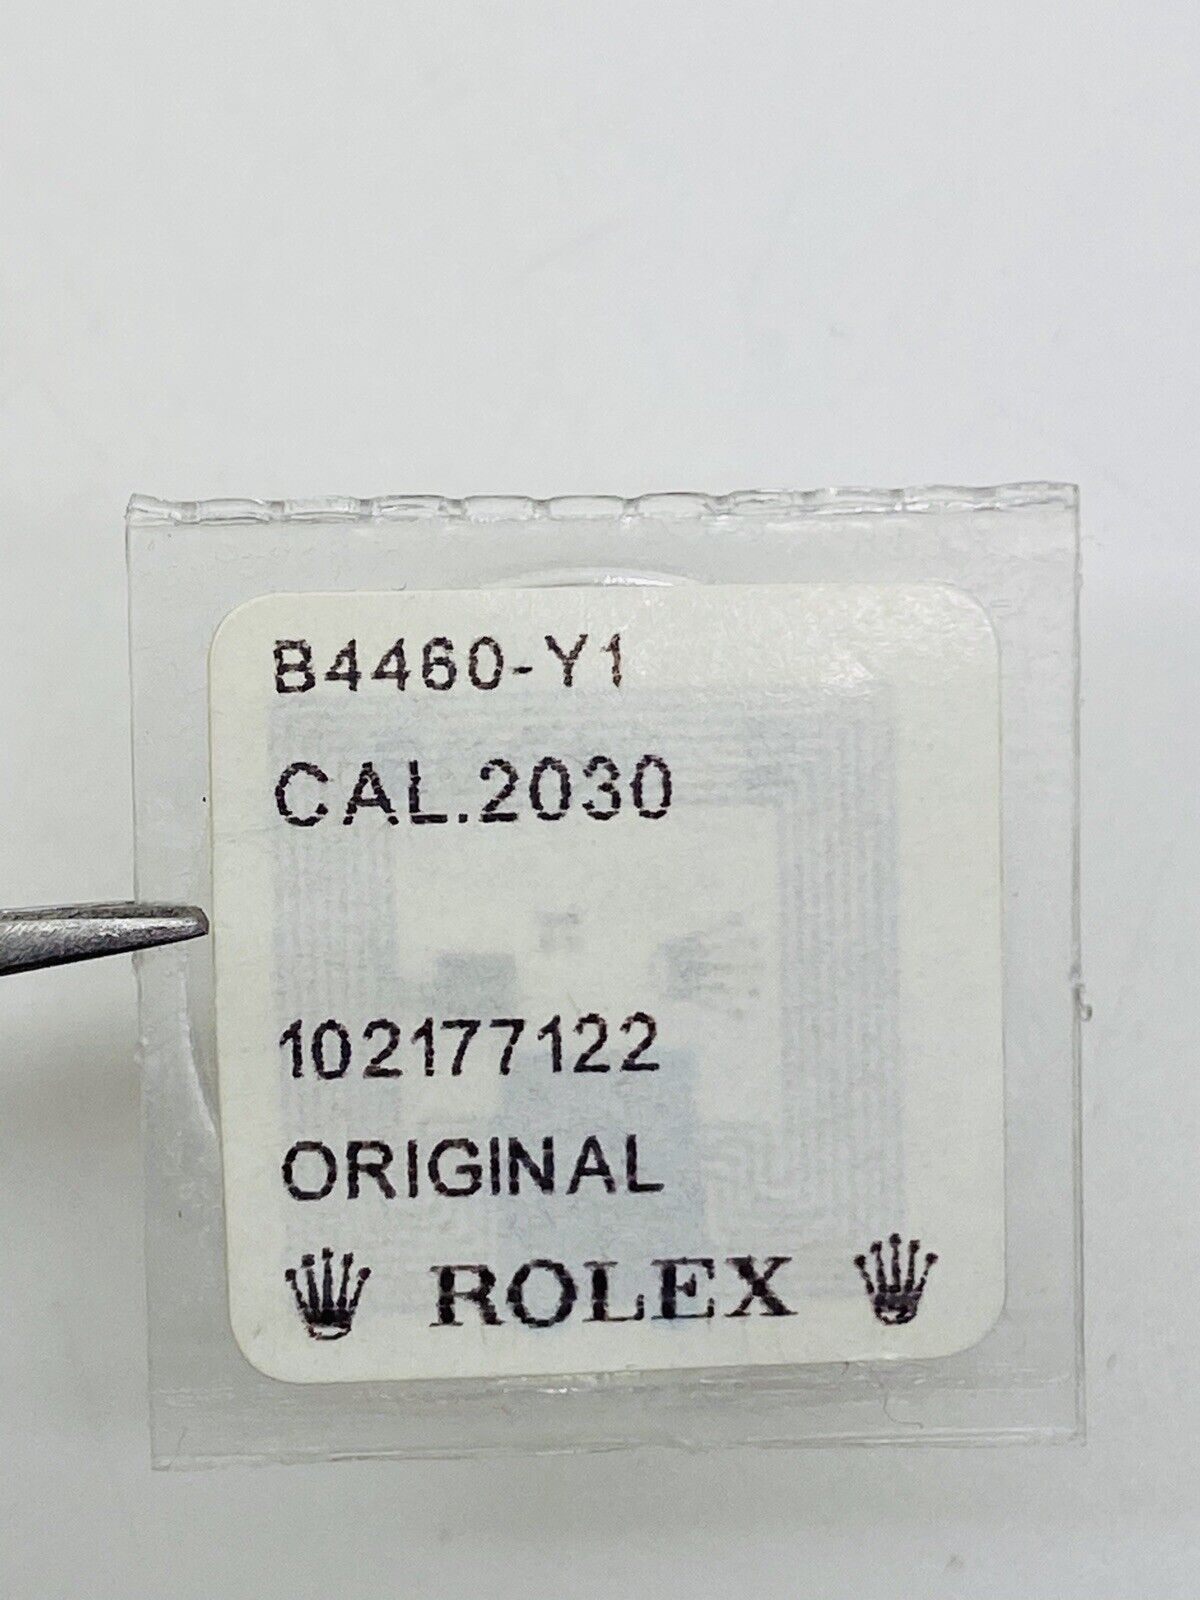 B4460-Y1
CAL.2030
102177122
ORIGINAL
ROLEX